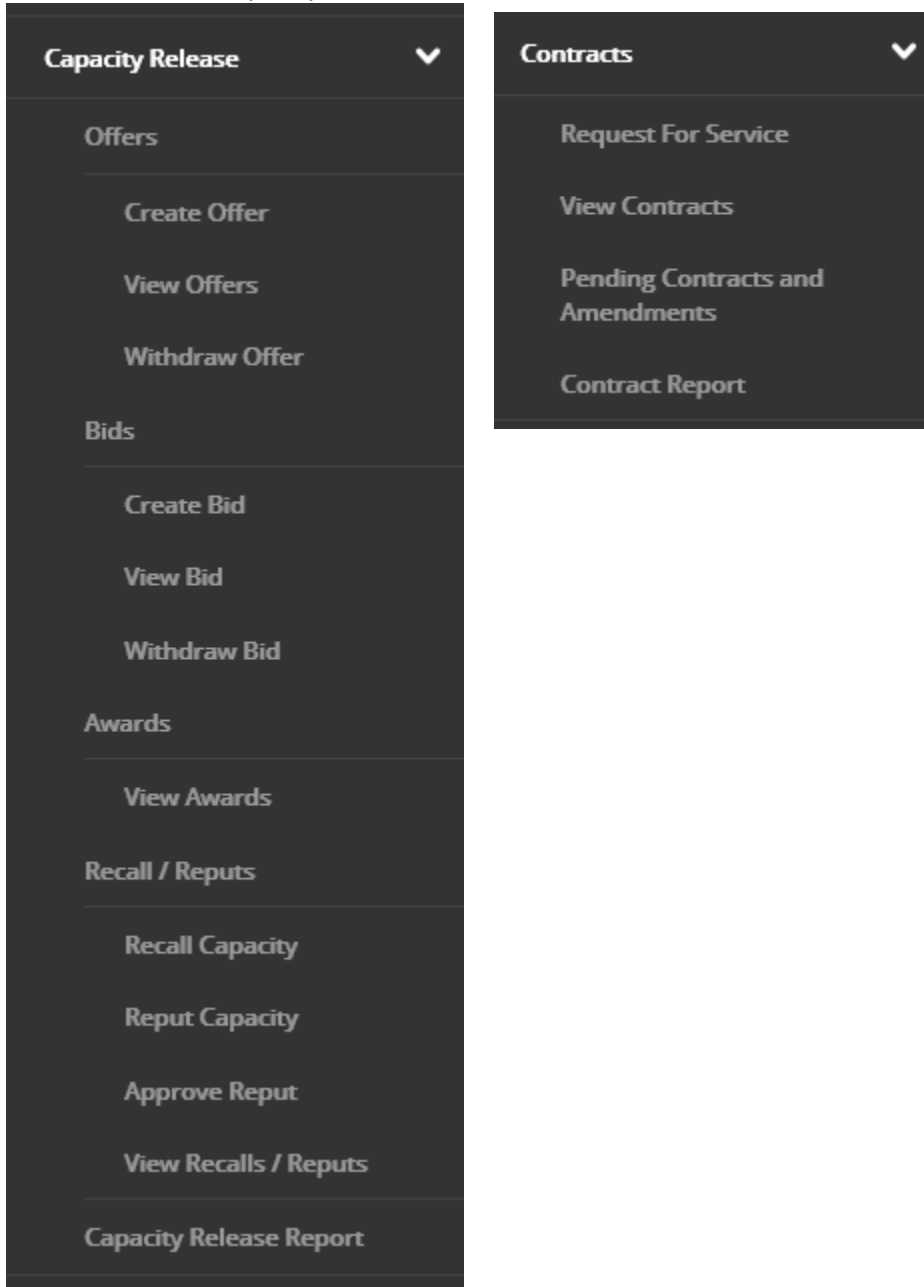 Capacity Release
Offers
Create Offer
View Offers
Withdraw Offer
Bids
Create Bid
View Bid
Withdraw Bid
Awards
View Awards
Recall / Reputs
Recall Capacity
Reput Capacity
Approve Reput
View Recalls / Reputs
Capacity Release Report
Contracts
Request For Service
View Contracts
Pending Contracts and
Amendments
Contract Report